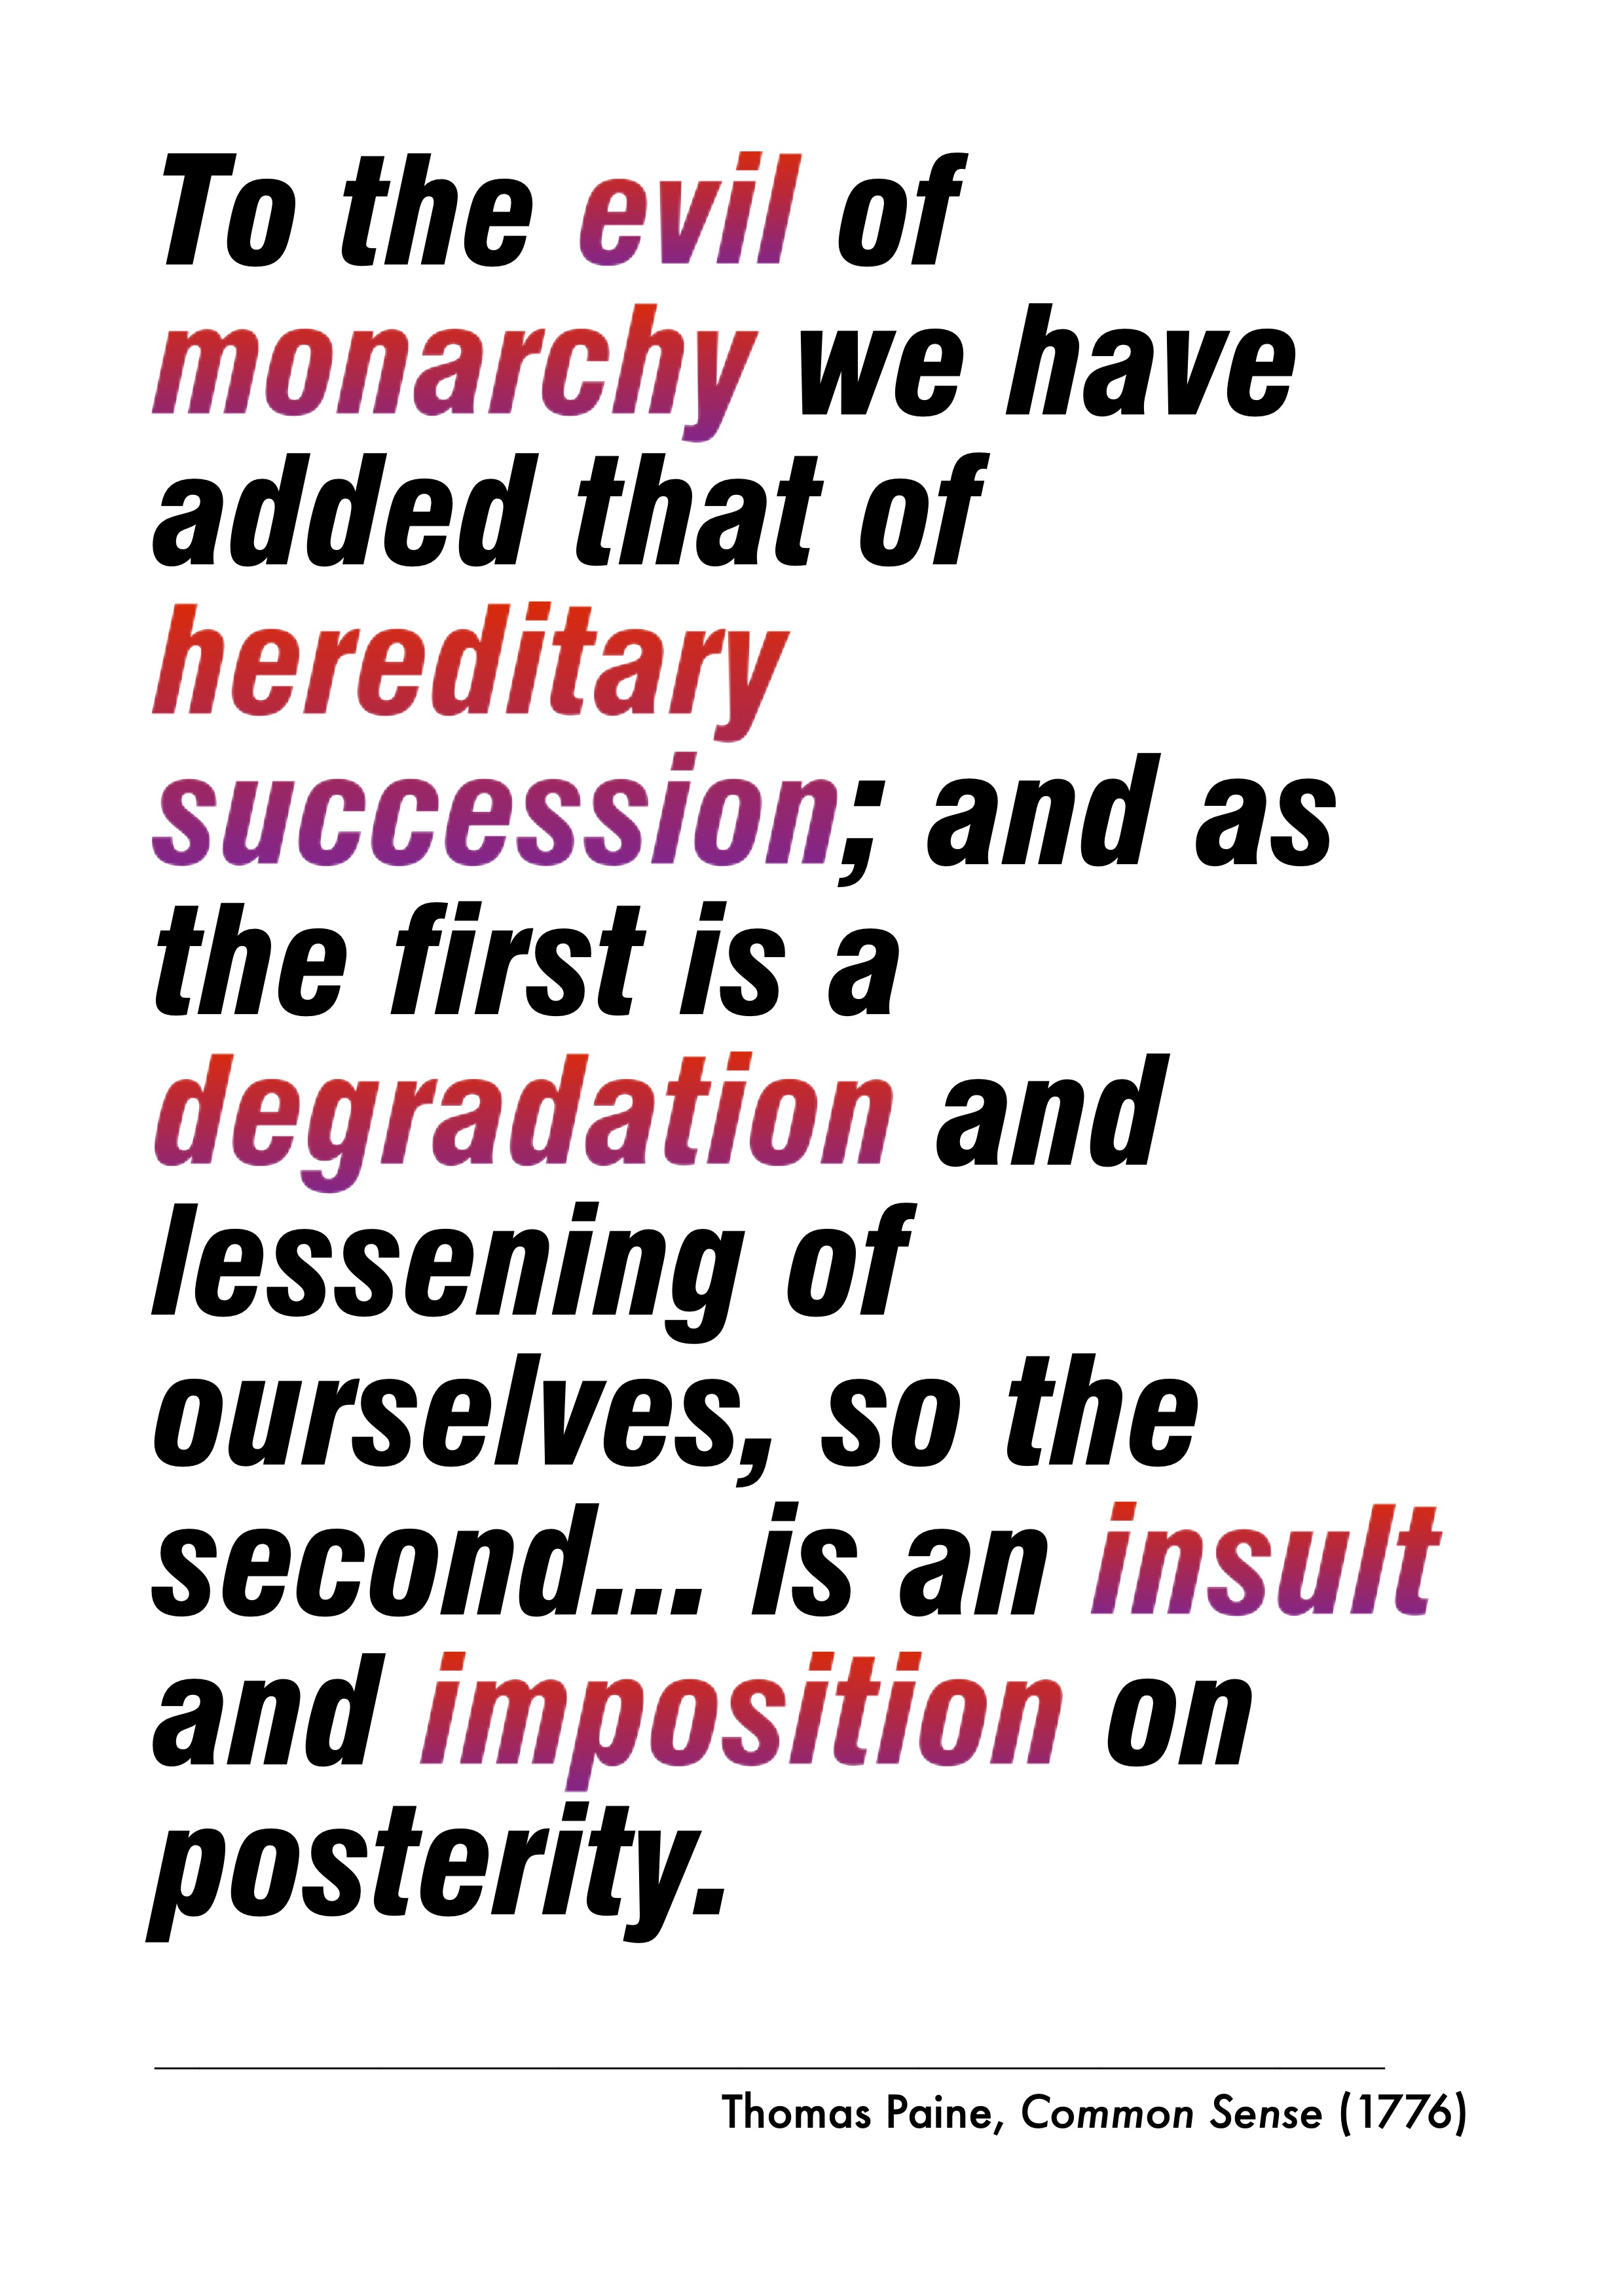 To the evil of
monarchy we have
added that of
hereditary
succession; and as
the first is a
degradation and
lessening of
ourselves, so the
second... is an insult
and imposition on
posterity.
Thomas Paine, Common Sense (1776)